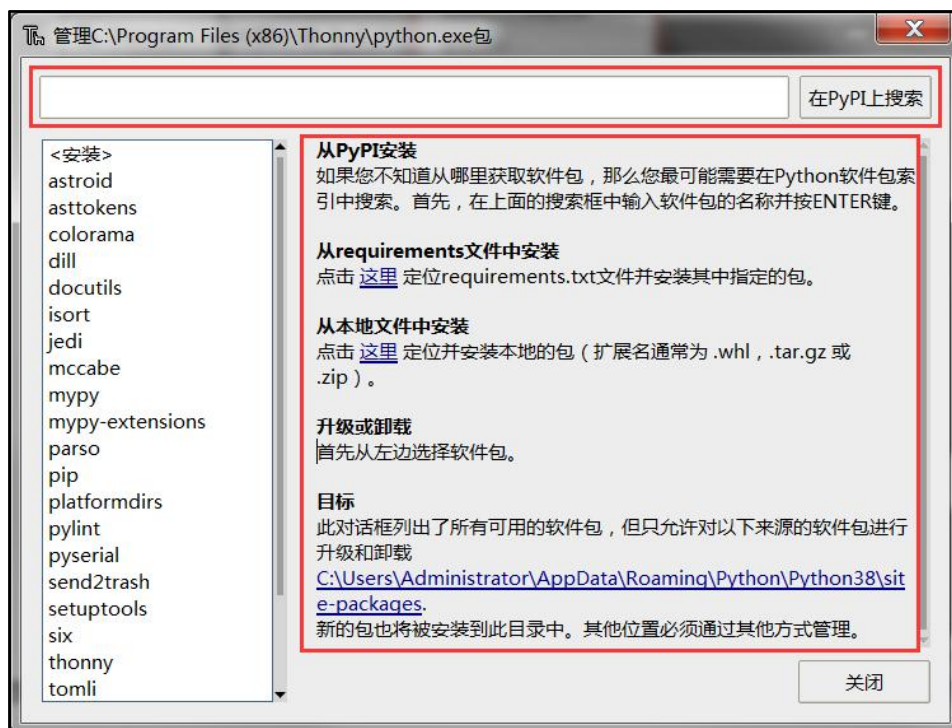 管理C:\Program Files (x86)\Thonny\python.exe包
在PyPI上搜索
<安装>
astroid
asttokens
colorama
dill
docutils
isort
jedi
mccabe
mypy
mypy-extensions
parso
pip
platformdirs
pylint
pyserial
send2trash
setuptools
six
thonny
tomli
从PyPI安装
如果您不知道从哪里获取软件包，那么您最可能需要在Python软件包索
引中搜索。首先，在上面的搜索框中输入软件包的名称并按ENTER键。
从requirements文件中安装
点击 这里 定位requirements.txt文件并安装其中指定的包。
从本地文件中安装
点击 这里 定位并安装本地的包（扩展名通常为 .whl，.tar.gz 或
.zip）。
升级或卸载
首先从左边选择软件包。
目标
此对话框列出了所有可用的软件包，但只允许对以下来源的软件包进行
升级和卸载
C:\Users\Administrator\AppData\Roaming\Python\Python38\sit
e-packages.
新的包也将被安装到此目录中。其他位置必须通过其他方式管理。
关闭